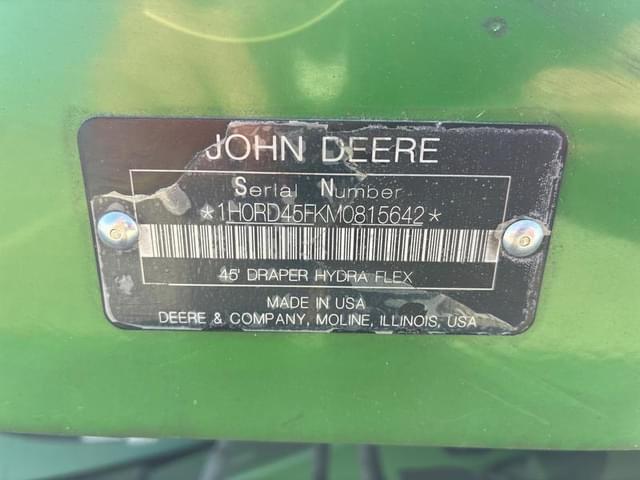 JOHN DEERE
Serial Number
*1H0RD45FKM0815642*
45' DRAPER HYDRA FLEX
MADE IN USA
DEERE & COMPANY, MOLINE, ILLINOIS, USA